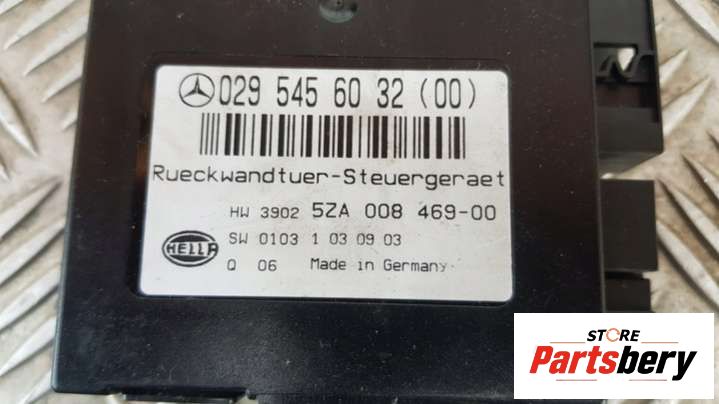 029 545 60 32 (00)
Rueckwandtuer-Steuergeraet
HW 3902 5ZA 008 469-00
HELLA
SW 0103 1 03 09 03
Q 06 Made in Germany
STORE
Partsbery